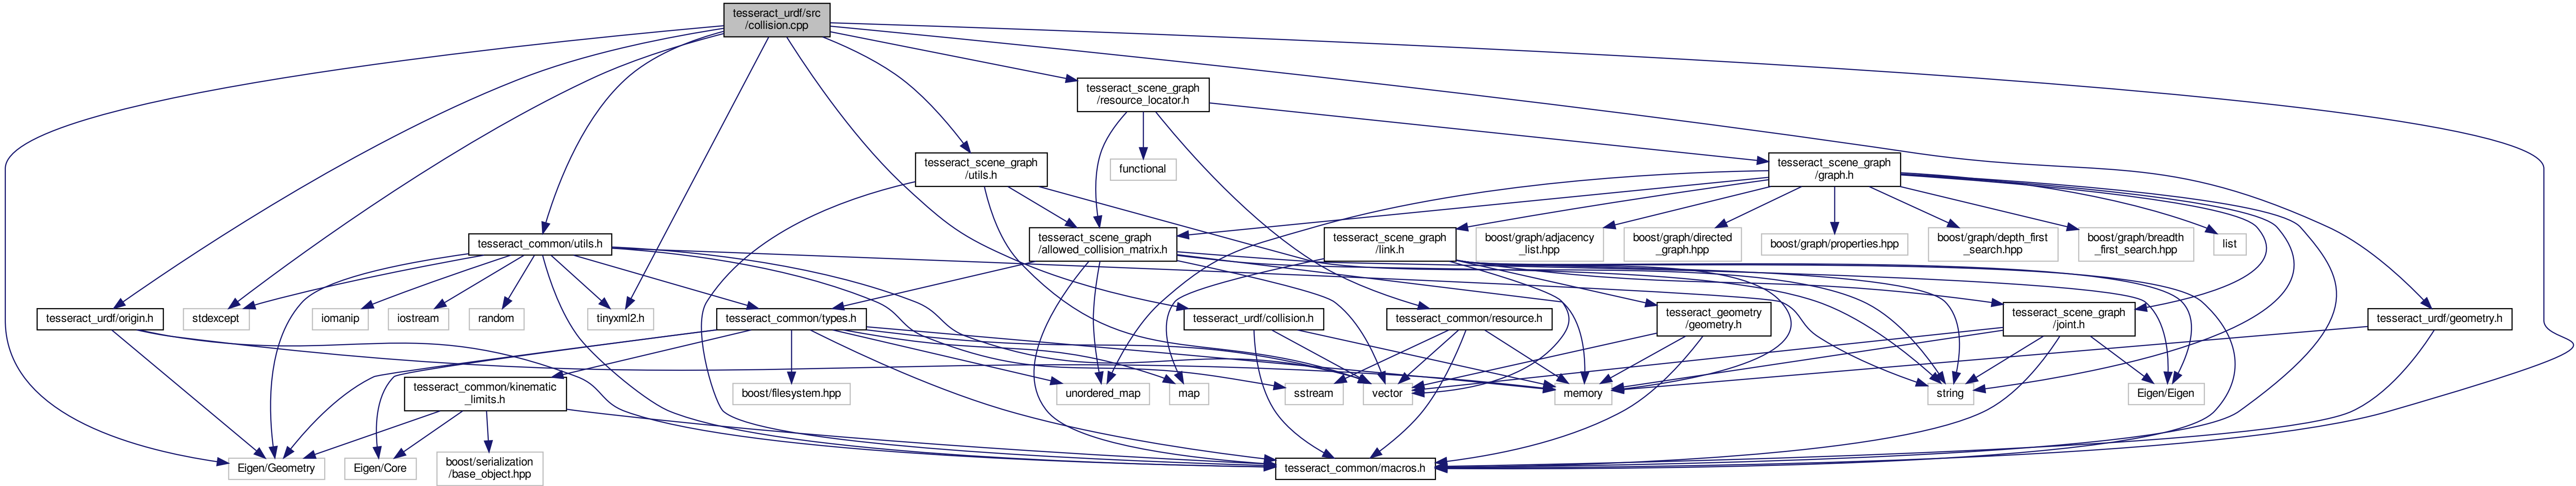 tesseract_urdf/src
/collision.cpp
tesseract_scene_graph
/resource_locator.h
tesseract_scene_graph
/utils.h
functional
tesseract_scene_graph
/graph.h
tesseract_common/utils.h
tesseract_scene_graph
/allowed_collision_matrix.h
tesseract_scene_graph
/link.h
boost/graph/adjacency
_list.hpp
boost/graph/directed
_graph.hpp
boost/graph/properties.hpp
boost/graph/depth_first
_search.hpp
boost/graph/breadth
_first_search.hpp
list
tesseract_urdf/origin.h
stdexcept
iomanip
iostream
random
tinyxml2.h
tesseract_common/types.h
tesseract_urdf/collision.h
tesseract_common/resource.h
tesseract_geometry
/geometry.h
tesseract_scene_graph
/joint.h
tesseract_urdf/geometry.h
tesseract_common/kinematic
_limits.h
boost/filesystem.hpp
unordered_map
map
sstream
vector
memory
string
Eigen/Eigen
Eigen/Geometry
Eigen/Core
boost/serialization
/base_object.hpp
tesseract_common/macros.h